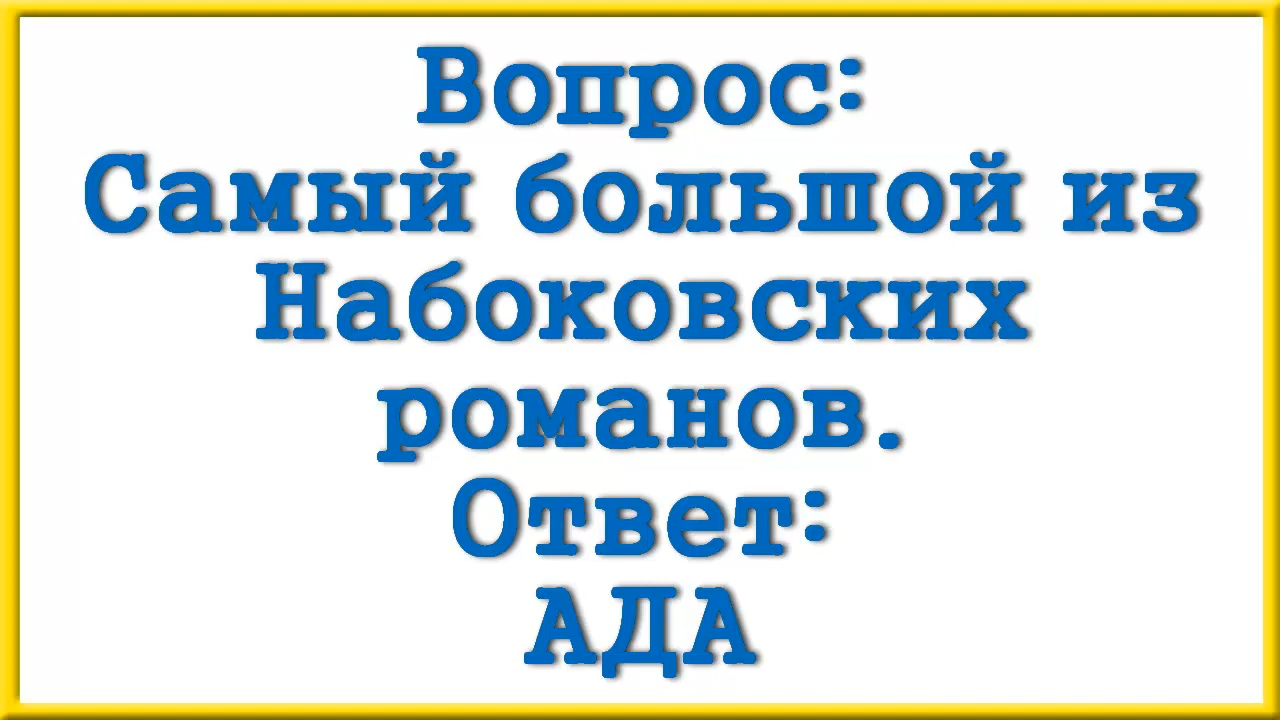 Вопрос:
Самый большой из
Набоковских
романов.
Ответ:
АДА